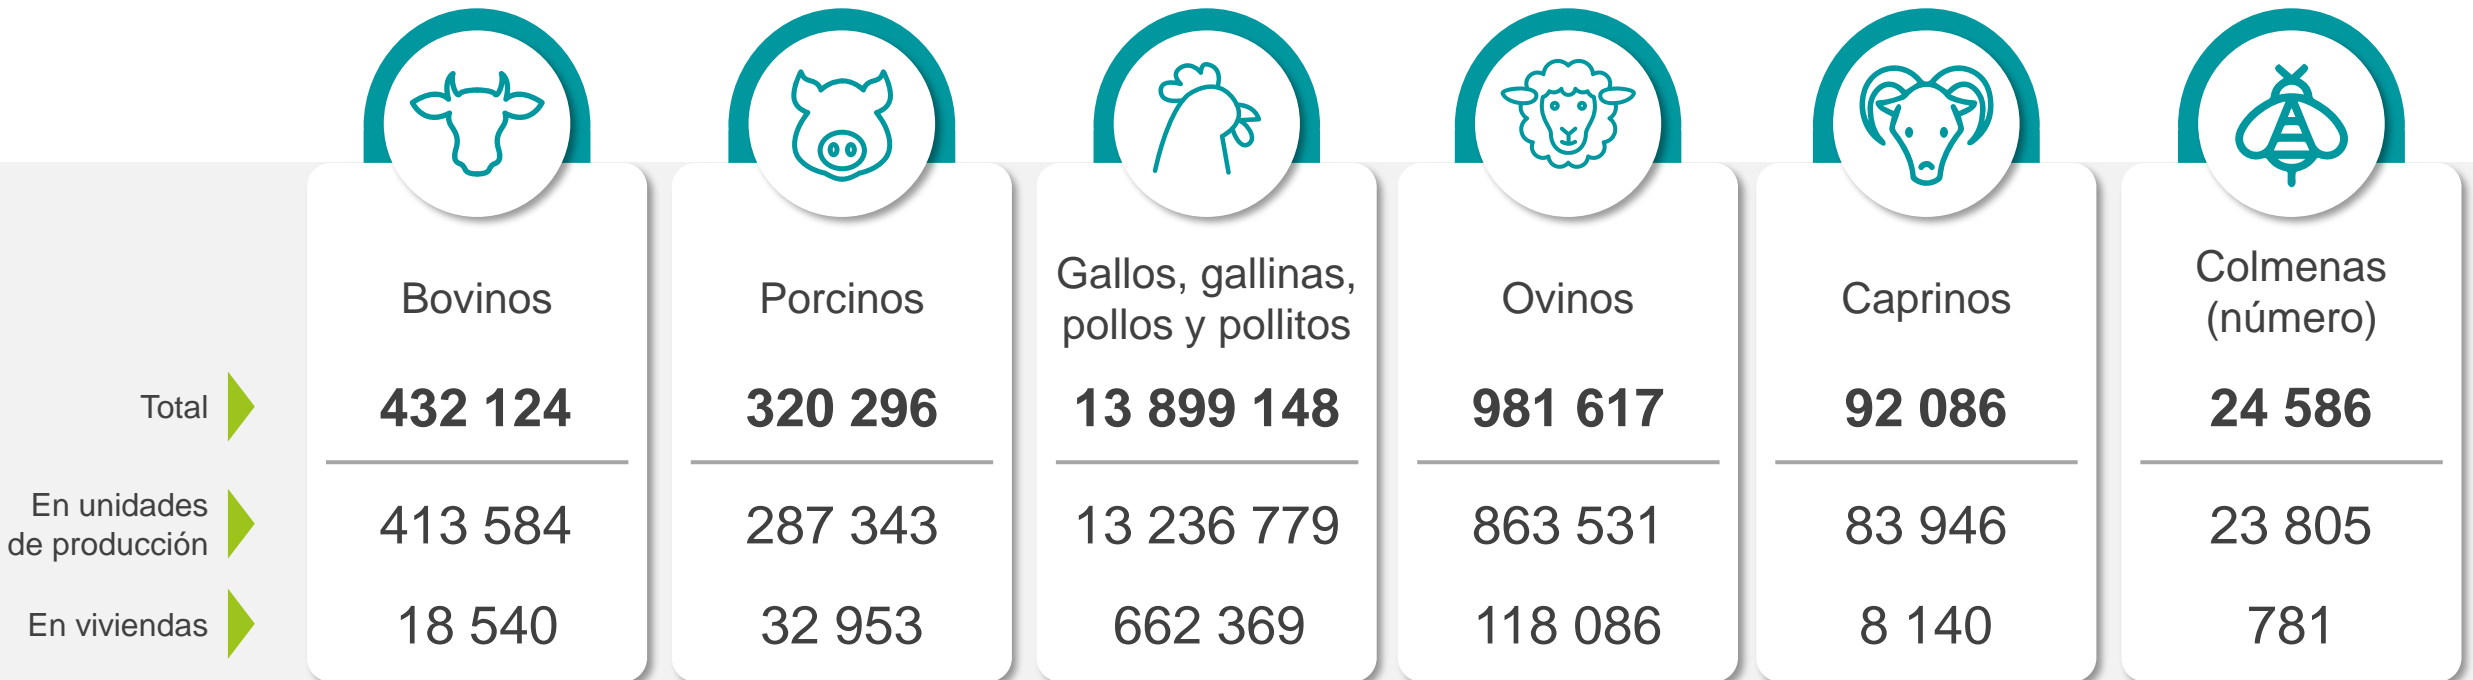 Bovinos
Porcinos
Gallos, gallinas,
pollos y pollitos
Ovinos
Caprinos
Colmenas
(número)
Total
432 124
320 296
13 899 148
981 617
92 086
24 586
En unidades
de producción
413 584
287 343
13 236 779
863 531
83 946
23 805
En viviendas
18 540
32 953
662 369
118 086
8 140
781